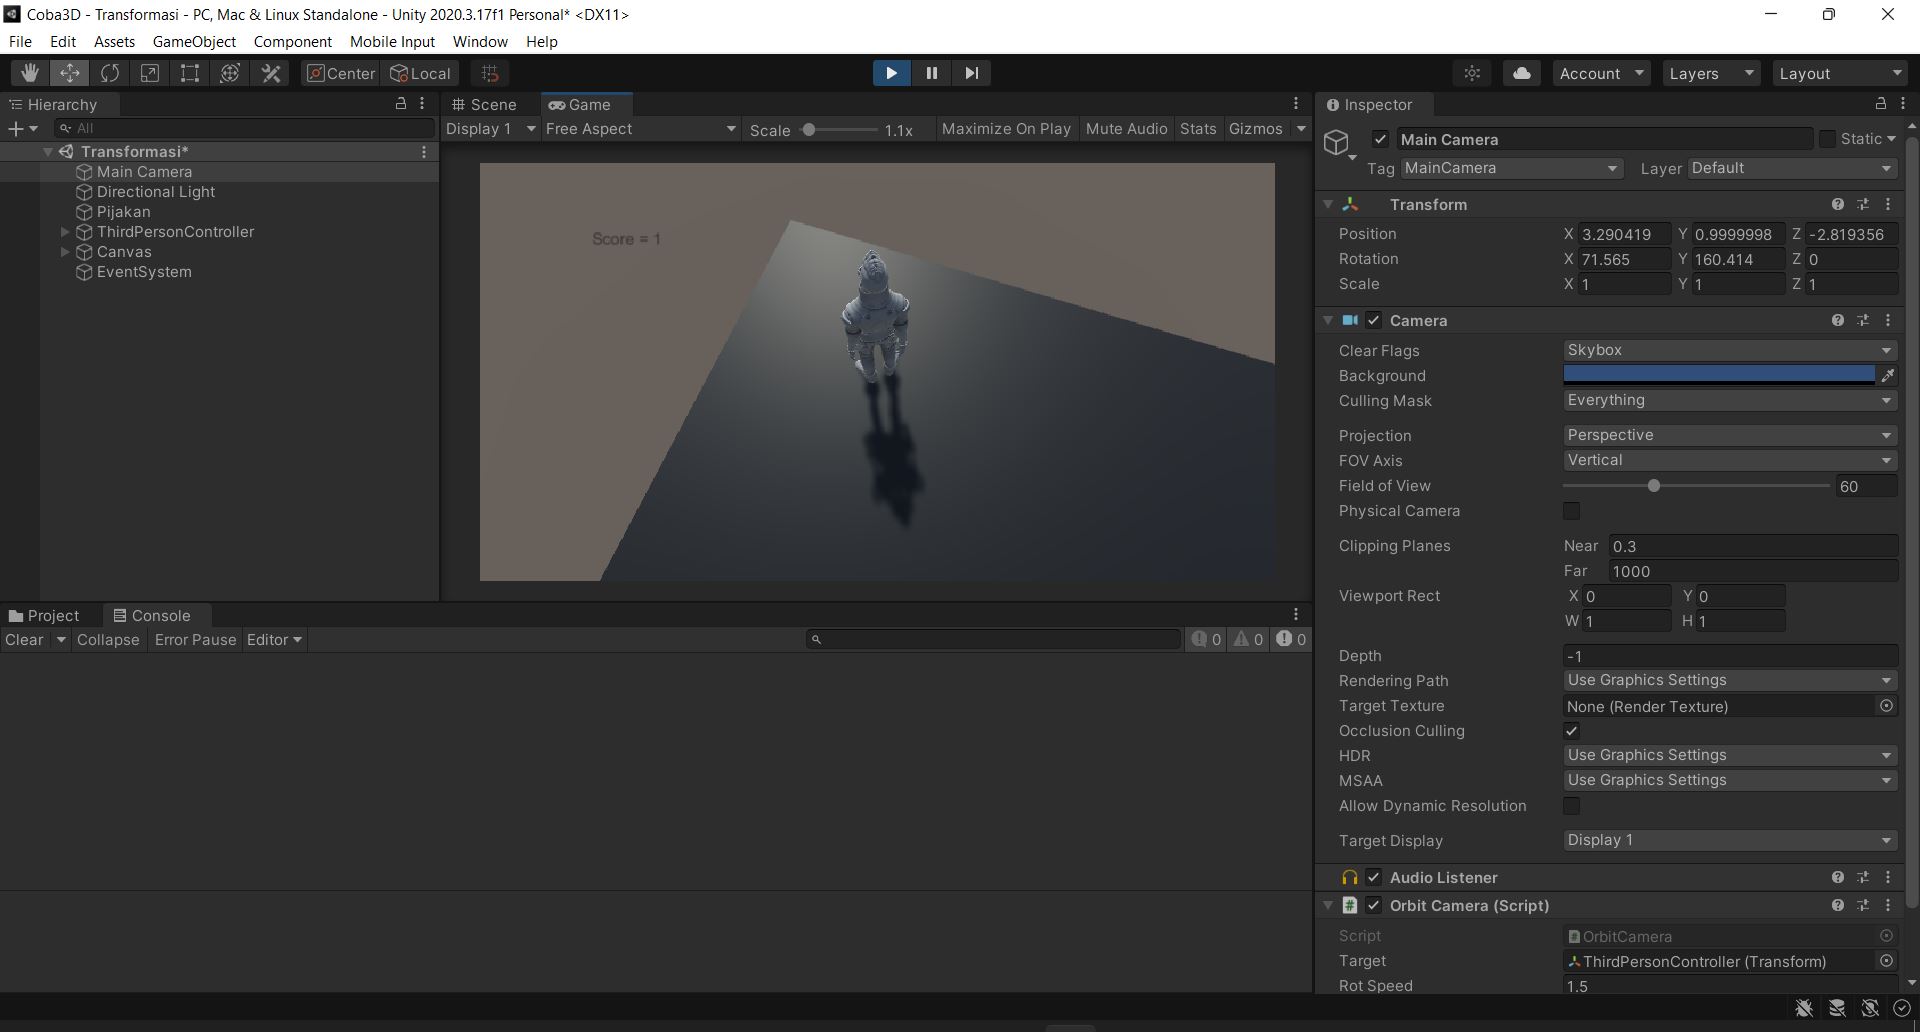 Coba3D - Transformasi - PC, Mac & Linux Standalone - Unity 2020.3.17f1 Personal* <DX11>
File Edit Assets GameObject Component Mobile Input Window Help
Center Local Account Layers Layout
Hierarchy
All
Transformasi*
Main Camera
Directional Light
Pijakan
ThirdPersonController
Canvas
EventSystem
Scene Game
Display 1 Free Aspect Scale 1.1x Maximize On Play Mute Audio Stats Gizmos
Score = 1
Project Console
Clear Collapse Error Pause Editor 0 0 0
Inspector
Main Camera Static
Tag MainCamera Layer Default
Transform
Position X 3.290419 Y 0.9999998 Z -2.819356
Rotation X 71.565 Y 160.414 Z 0
Scale X 1 Y 1 Z 1
Camera
Clear Flags Skybox
Background
Culling Mask Everything
Projection Perspective
FOV Axis Vertical
Field of View 60
Physical Camera
Clipping Planes Near 0.3
Far 1000
Viewport Rect X 0 Y 0
W 1 H 1
Depth -1
Rendering Path Use Graphics Settings
Target Texture None (Render Texture)
Occlusion Culling
HDR Use Graphics Settings
MSAA Use Graphics Settings
Allow Dynamic Resolution
Target Display Display 1
Audio Listener
# Orbit Camera (Script)
Script OrbitCamera
Target ThirdPersonController (Transform)
Rot Speed 1.5